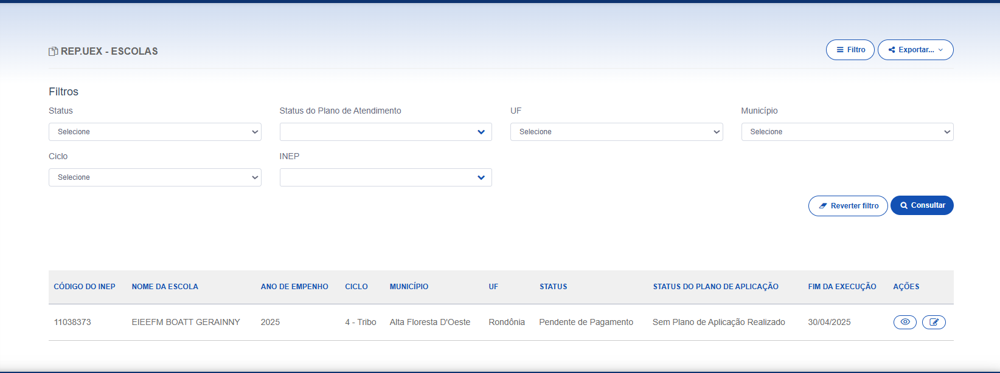 REP.UEX - ESCOLAS
Filtro
Exportar...
Filtros
Status
Status do Plano de Atendimento
UF
Município
Selecione
Selecione
Selecione
Ciclo
INEP
Selecione
Reverter filtro
Consultar
CÓDIGO DO INEP NOME DA ESCOLA ANO DE EMPENHO CICLO MUNICÍPIO UF STATUS STATUS DO PLANO DE APLICAÇÃO FIM DA EXECUÇÃO AÇÕES
11038373 EIEEFM BOATT GERAINNY 2025 4 - Tribo Alta Floresta D'Oeste Rondônia Pendente de Pagamento Sem Plano de Aplicação Realizado 30/04/2025